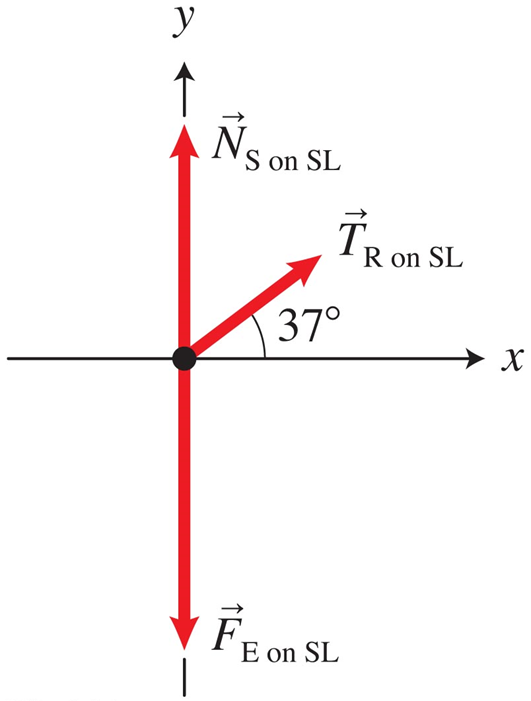 y
N⃗ S on SL
T⃗ R on SL
37°
x
F⃗ E on SL